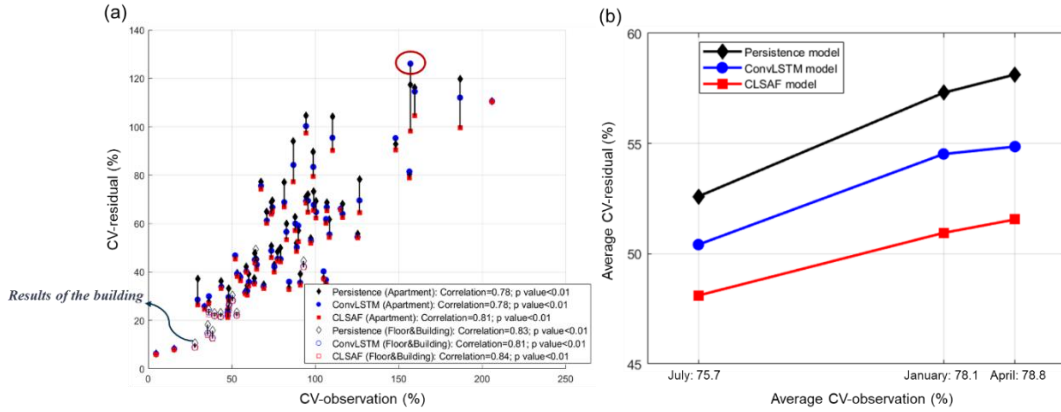 (a)
140
120
100
80
60
40
20
0
0
50
100
150
200
250
CV-residual (%)
CV-observation (%)
Results of the building
Persistence (Apartment): Correlation=0.78; p value<0.01
ConvLSTM (Apartment): Correlation=0.78; p value<0.01
CLSAF (Apartment): Correlation=0.81; p value<0.01
Persistence (Floor&Building): Correlation=0.83; p value<0.01
ConvLSTM (Floor&Building): Correlation=0.81; p value<0.01
CLSAF (Floor&Building): Correlation=0.84; p value<0.01
(b)
60
55
50
45
Average CV-residual (%)
Persistence model
ConvLSTM model
CLSAF model
July: 75.7
January: 78.1
April: 78.8
Average CV-observation (%)